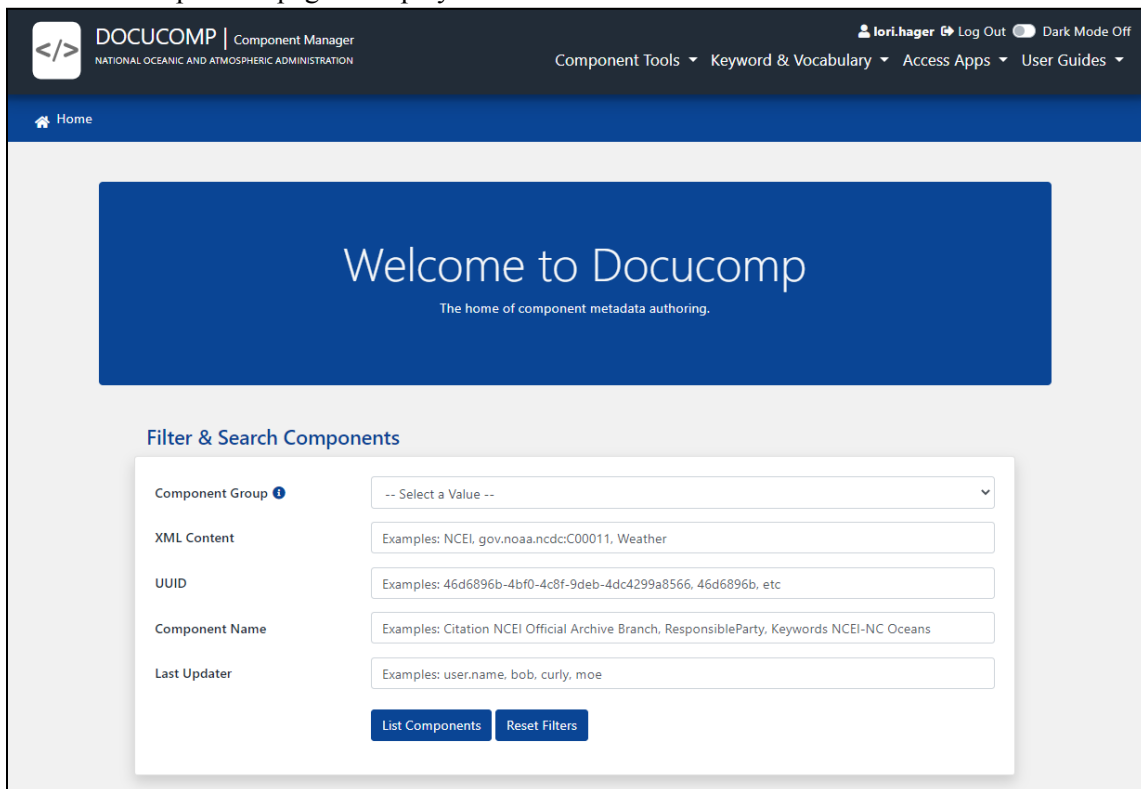 DOCUCOMP | Component Manager
NATIONAL OCEANIC AND ATMOSPHERIC ADMINISTRATION
lori.hager Log Out Dark Mode Off
Component Tools Keyword & Vocabulary Access Apps User Guides
Home
Welcome to Docucomp
The home of component metadata authoring.
Filter & Search Components
Component Group -- Select a Value --
XML Content Examples: NCEI, gov.noaa.ncdc:C00011, Weather
UUID Examples: 46d6896b-4bf0-4c8f-9deb-4dc4299a8566, 46d6896b, etc
Component Name Examples: Citation NCEI Official Archive Branch, ResponsibleParty, Keywords NCEI-NC Oceans
Last Updater Examples: user.name, bob, curly, moe
List Components Reset Filters